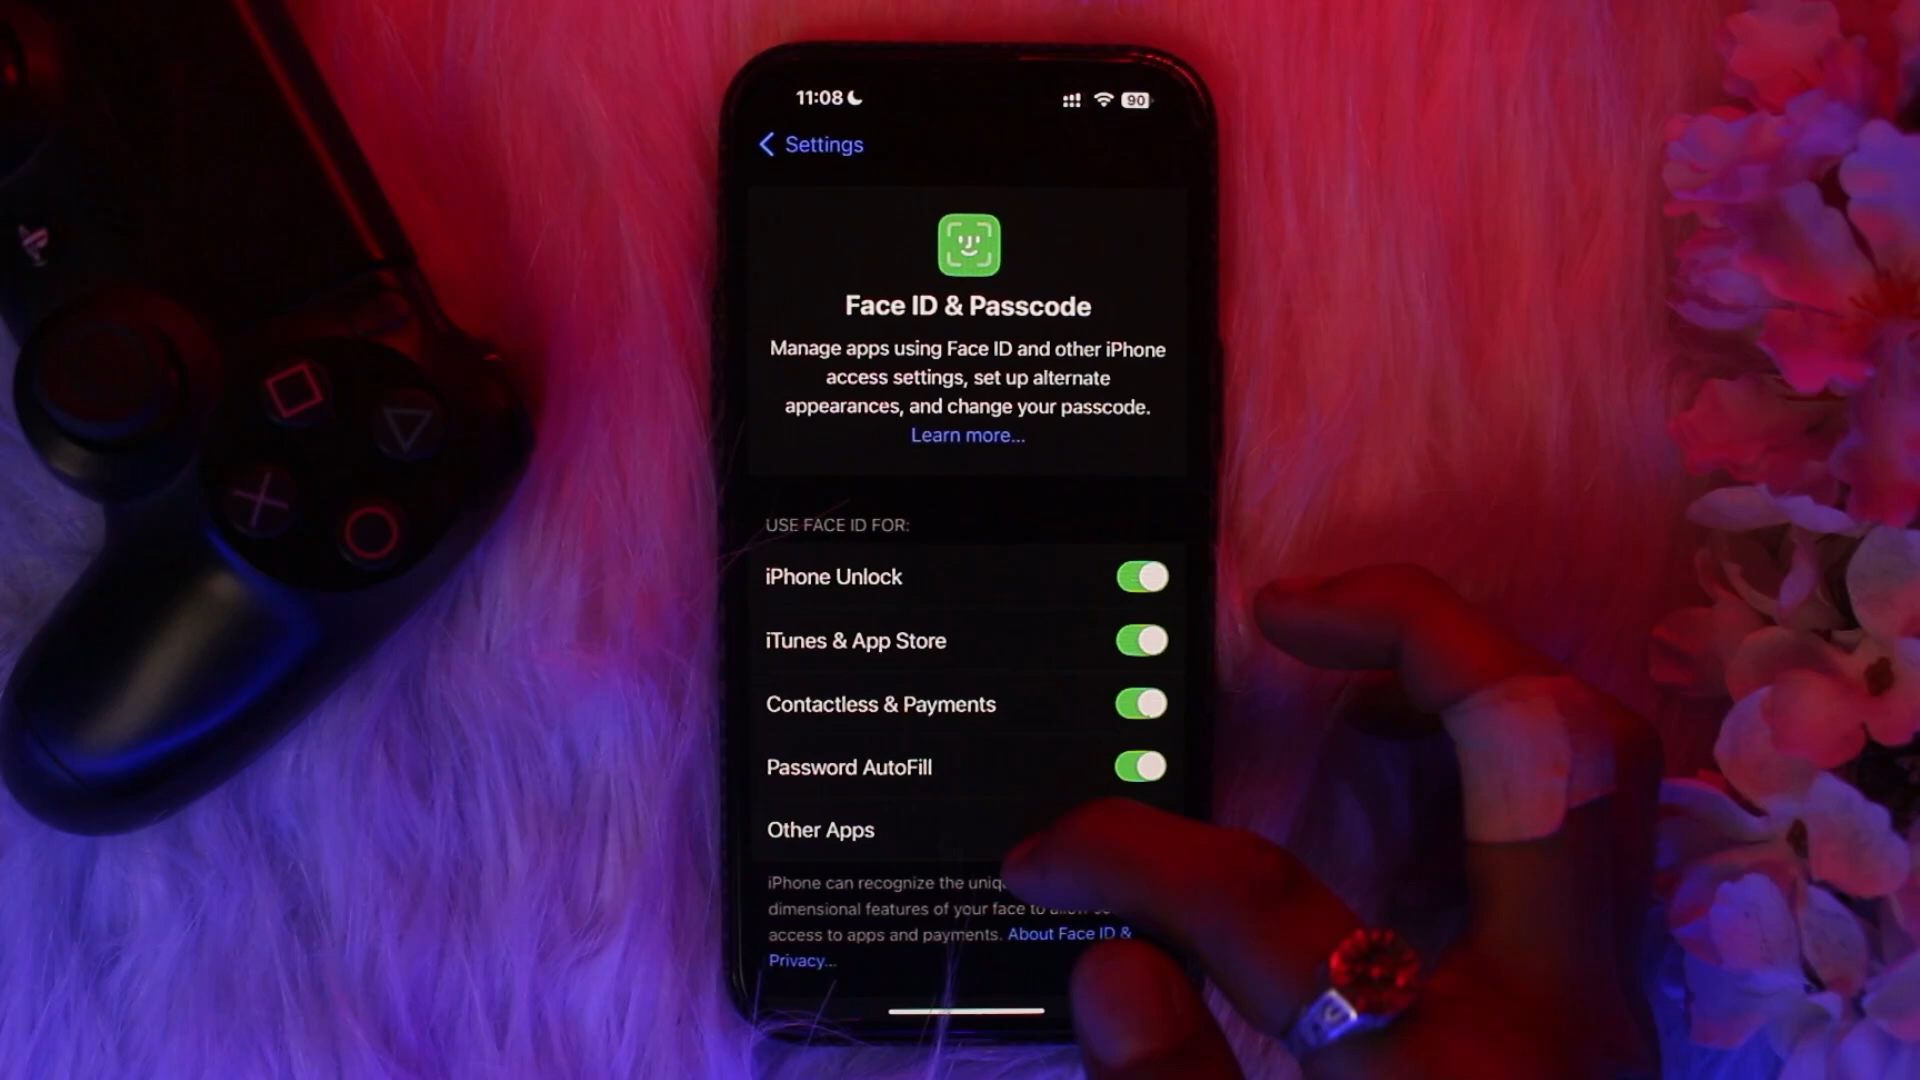 11:08
90
Settings
Face ID & Passcode
Manage apps using Face ID and other iPhone
access settings, set up alternate
appearances, and change your passcode.
Learn more...
USE FACE ID FOR:
iPhone Unlock
iTunes & App Store
Contactless & Payments
Password AutoFill
Other Apps
iPhone can recognize the
dimensional features of your face to
access to apps and payments. About Face ID &
Privacy...